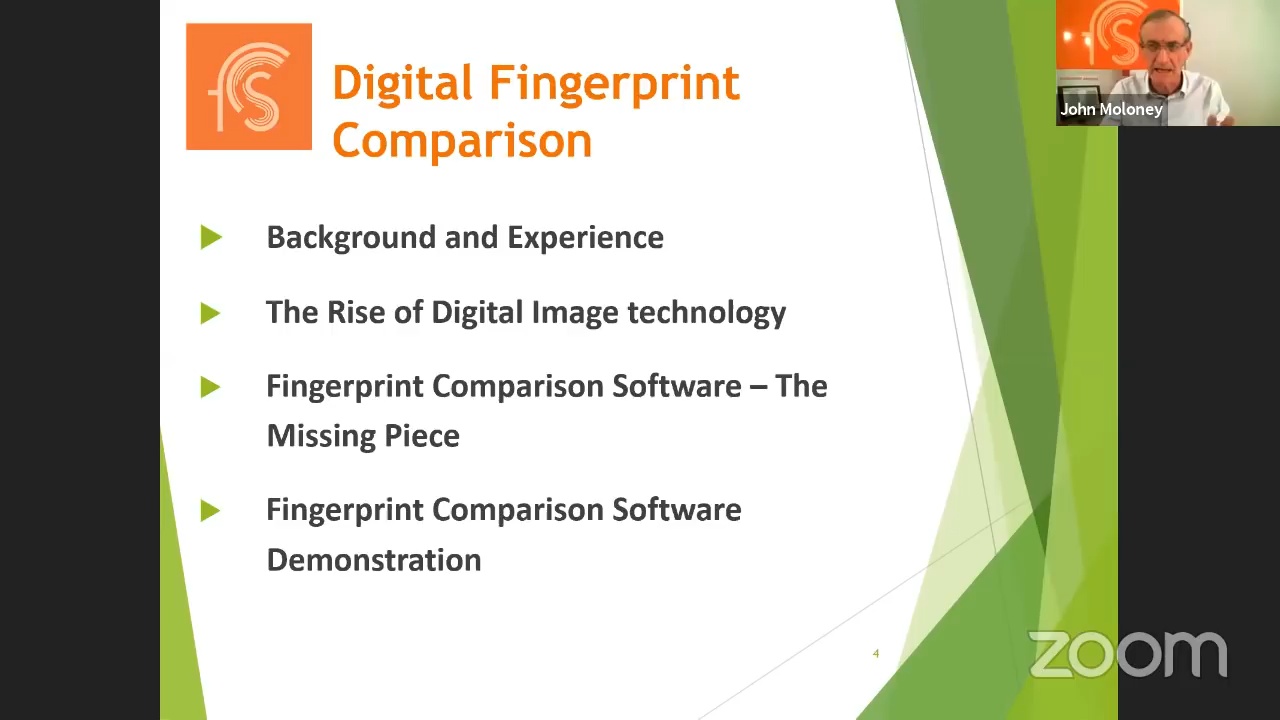 fCS
Digital Fingerprint
Comparison
John Moloney
Background and Experience
The Rise of Digital Image technology
Fingerprint Comparison Software – The
Missing Piece
Fingerprint Comparison Software
Demonstration
4
zoom